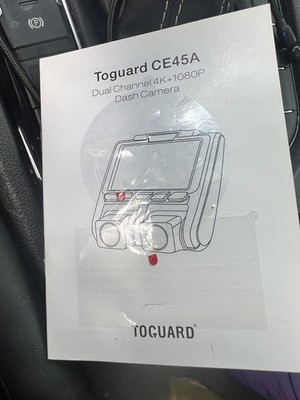 Toguard CE45A
Dual Channel 4K+1080P
Dash Camera
TOGUARD®